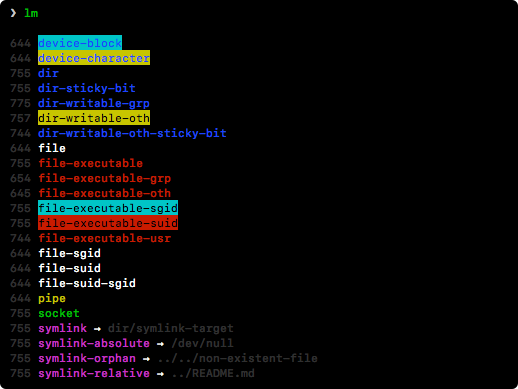 ❯ lm
644 device-block
644 device-character
755 dir
755 dir-sticky-bit
775 dir-writable-grp
757 dir-writable-oth
744 dir-writable-oth-sticky-bit
644 file
755 file-executable
654 file-executable-grp
645 file-executable-oth
755 file-executable-sgid
755 file-executable-suid
744 file-executable-usr
644 file-sgid
644 file-suid
644 file-suid-sgid
644 pipe
755 socket
755 symlink → dir/symlink-target
755 symlink-absolute → /dev/null
755 symlink-orphan → ../../non-existent-file
755 symlink-relative → ../README.md